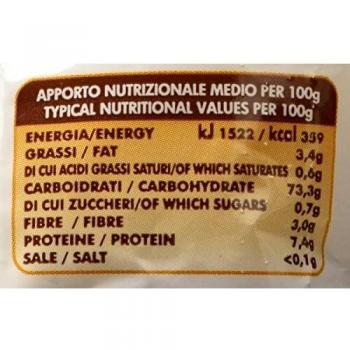 APPORTO NUTRIZIONALE MEDIO PER 100g
TYPICAL NUTRITIONAL VALUES PER 100g
ENERGIA/ENERGY kJ 1522 / kcal 359
GRASSI / FAT 3,4g
DI CUI ACIDI GRASSI SATURI/OF WHICH SATURATES 0,6g
CARBOIDRATI / CARBOHYDRATE 73,3g
DI CUI ZUCCHERI/OF WHICH SUGARS 0,7g
FIBRE / FIBRE 3,0g
PROTEINE / PROTEIN 7,4g
SALE / SALT <0,1g